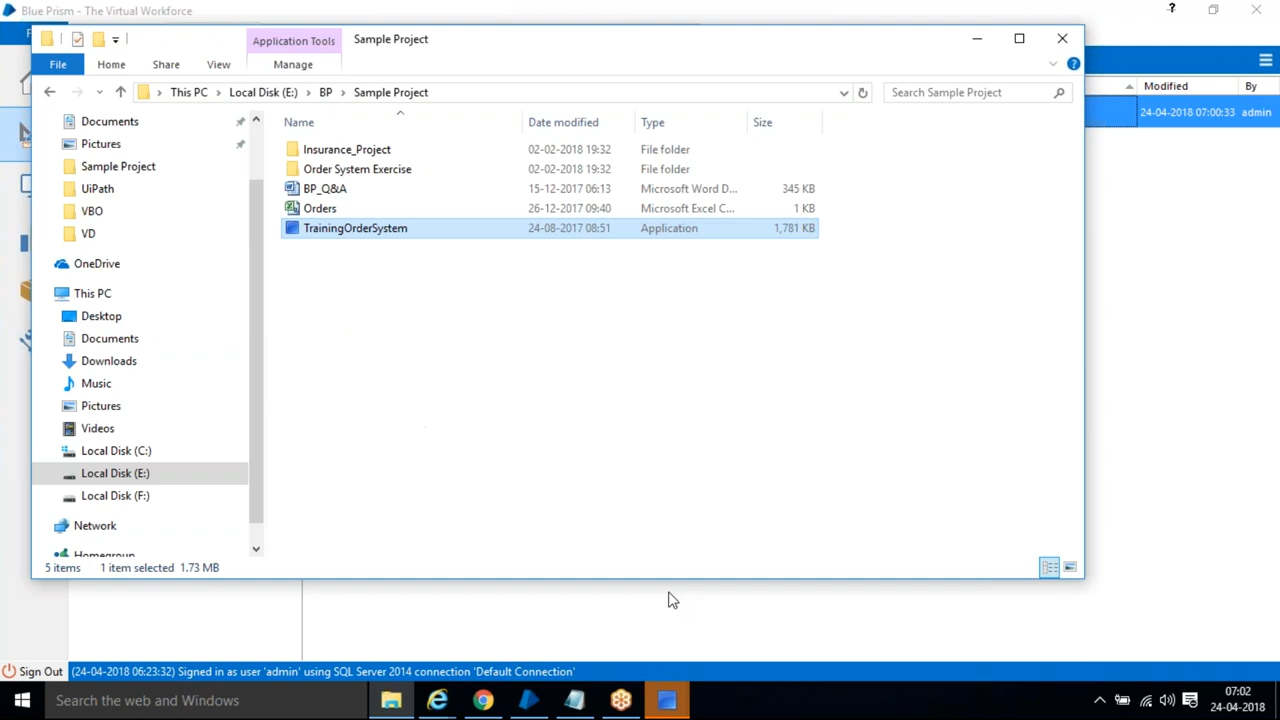 Blue Prism - The Virtual Workforce
Application Tools
Sample Project
File
Home
Share
View
Manage
This PC
Local Disk (E:)
BP
Sample Project
Search Sample Project
Modified
By
24-04-2018 07:00:33
admin
Name
Date modified
Type
Size
Documents
Pictures
Sample Project
UiPath
VBO
VD
OneDrive
This PC
Desktop
Documents
Downloads
Music
Pictures
Videos
Local Disk (C:)
Local Disk (E:)
Local Disk (F:)
Network
Homegroup
Insurance_Project 02-02-2018 19:32 File folder
Order System Exercise 02-02-2018 19:32 File folder
BP_Q&A 15-12-2017 06:13 Microsoft Word D... 345 KB
Orders 26-12-2017 09:40 Microsoft Excel C... 1 KB
TrainingOrderSystem 24-08-2017 08:51 Application 1,781 KB
5 items 1 item selected 1.73 MB
Sign Out
(24-04-2018 06:23:32) Signed in as user 'admin' using SQL Server 2014 connection 'Default Connection'
Search the web and Windows
07:02
24-04-2018